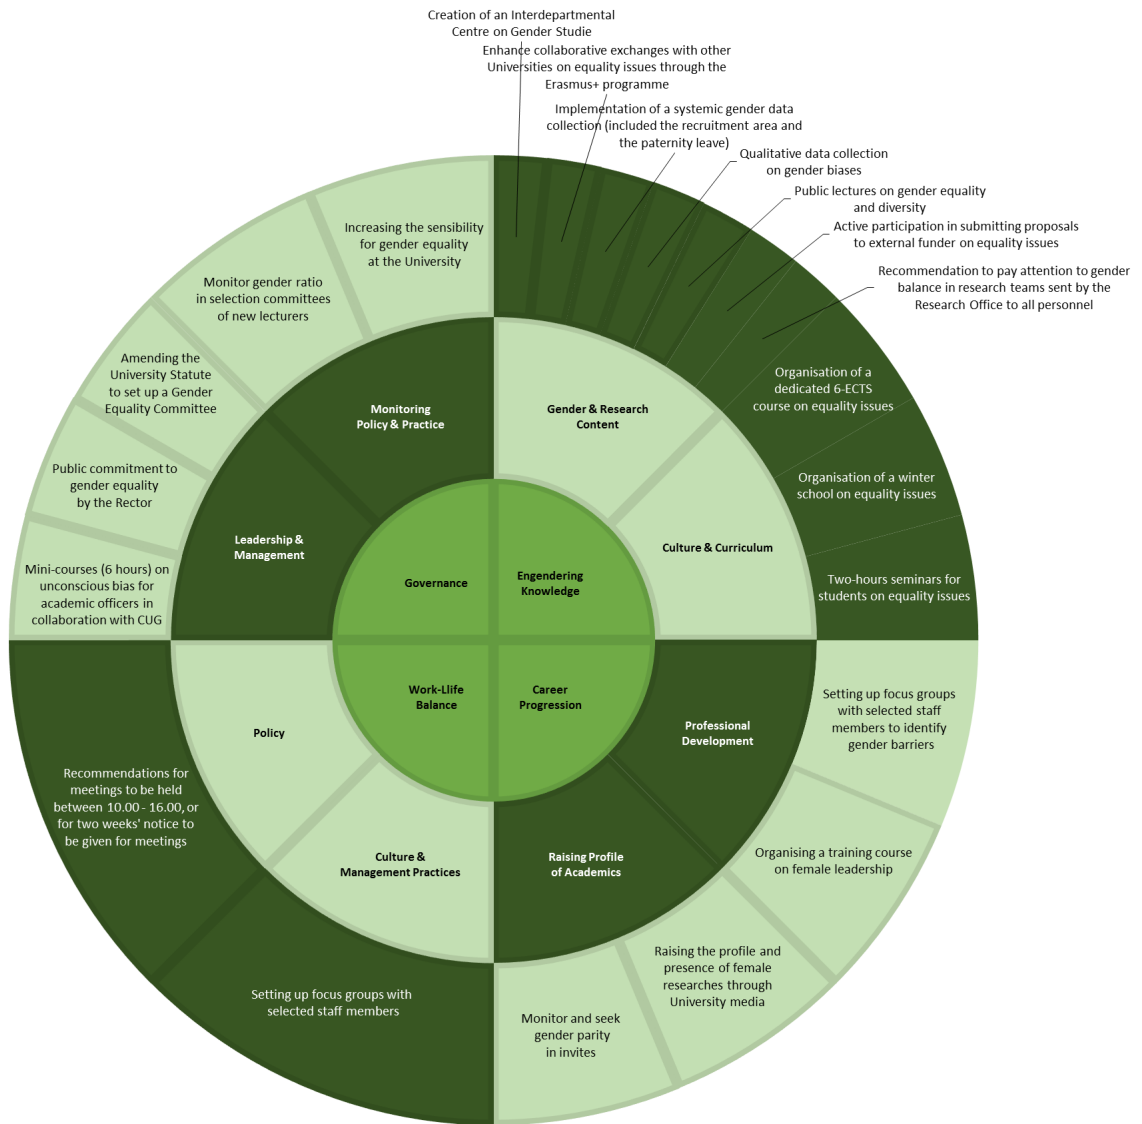 Creation of an Interdepartmental
Centre on Gender Studie
Enhance collaborative exchanges with other
Universities on equality issues through the
Erasmus+ programme
Implementation of a systemic gender data
collection (included the recruitment area and
the paternity leave)
Qualitative data collection
on gender biases
Public lectures on gender equality
and diversity
Active participation in submitting proposals
to external funder on equality issues
Recommendation to pay attention to gender
balance in research teams sent by the
Research Office to all personnel
Organisation of a
dedicated 6-ECTS
course on equality issues
Organisation of a winter
school on equality issues
Two-hours seminars for
students on equality issues
Increasing the sensibility
for gender equality
at the University
Monitor gender ratio
in selection committees
of new lecturers
Amending the
University Statute
to set up a Gender
Equality Committee
Public commitment to
gender equality
by the Rector
Mini-courses (6 hours) on
unconscious bias for
academic officers in
collaboration with CUG
Monitoring
Policy & Practice
Gender & Research
Content
Leadership &
Management
Culture & Curriculum
Governance
Engendering
Knowledge
Work-Llife
Balance
Career
Progression
Policy
Professional
Development
Culture &
Management Practices
Raising Profile
of Academics
Setting up focus groups
with selected staff
members to identify
gender barriers
Organising a training course
on female leadership
Raising the profile and
presence of female
researches through
University media
Monitor and seek
gender parity
in invites
Recommendations for
meetings to be held
between 10.00 - 16.00, or
for two weeks' notice to
be given for meetings
Setting up focus groups with
selected staff members